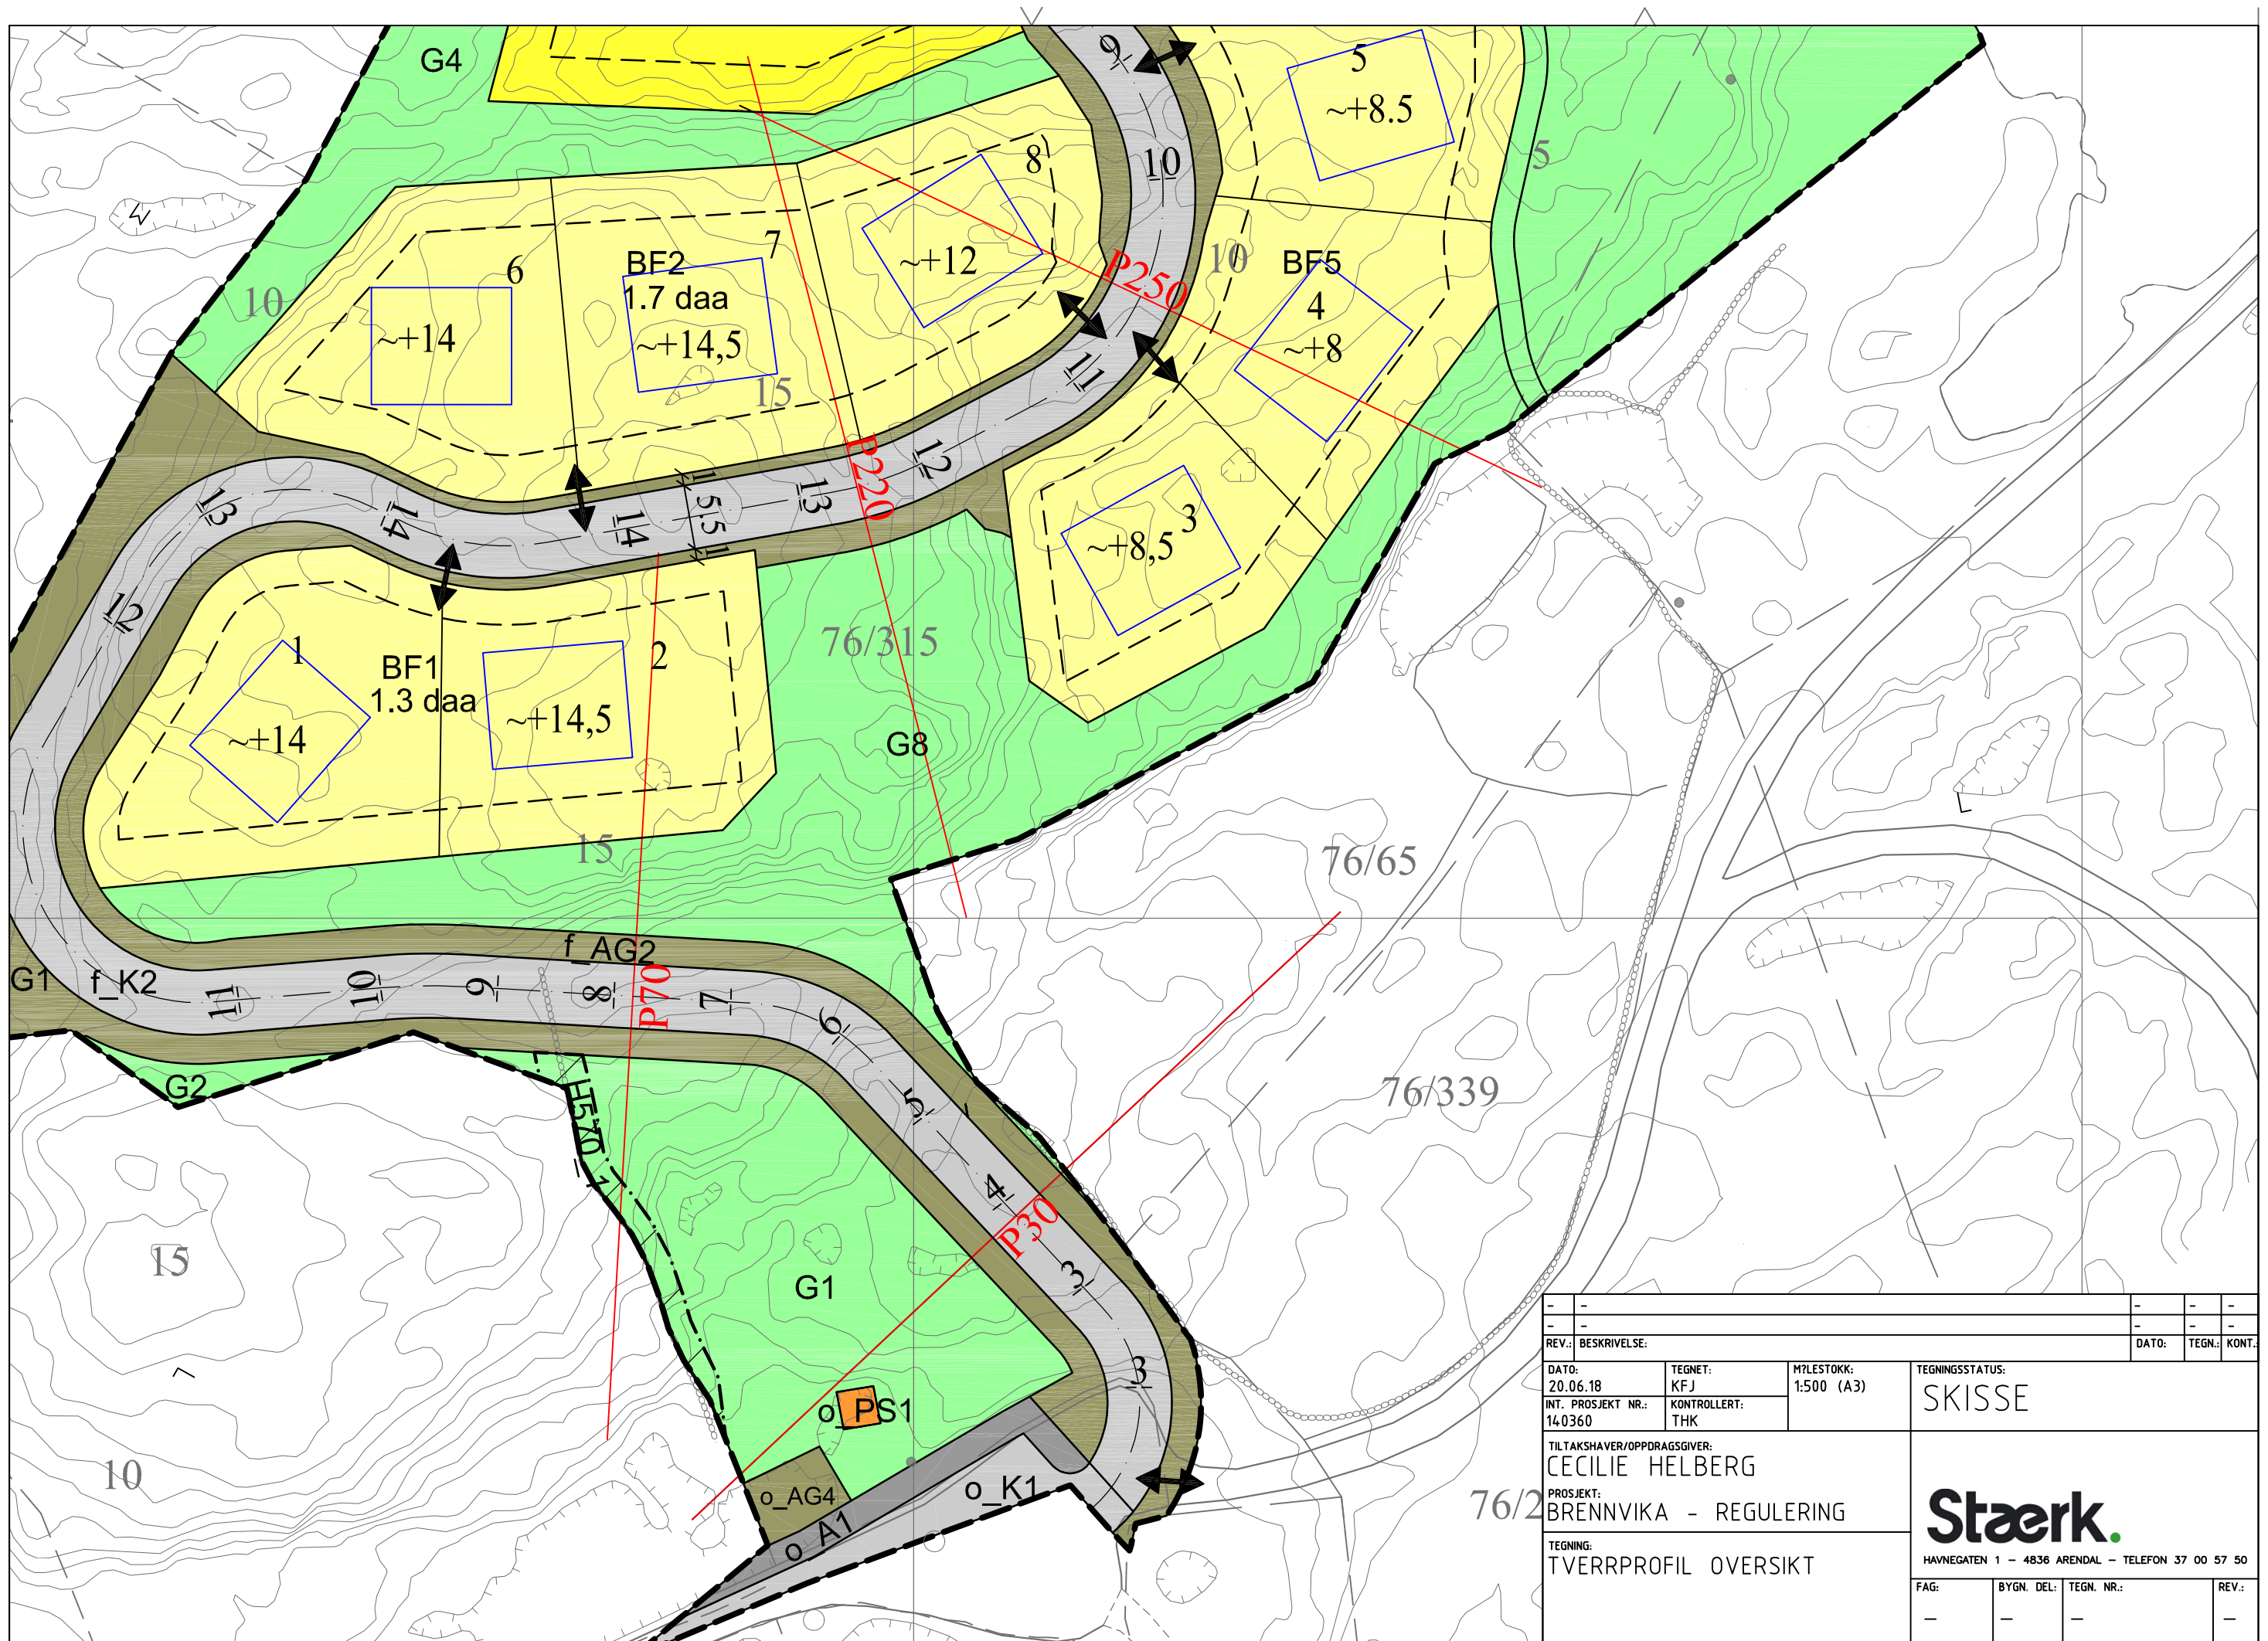 G4
9
5
~+8.5
10
5
8
~+12
7
6
BF2
1.7 daa
~+14,5
~+14
10
15
P250
10
BF5
4
~+8
11
12
P220
13
1 5.5 1
14
14
13
12
3
~+8,5
76/315
1
BF1
1.3 daa
~+14
2
~+14,5
G8
15
76/65
f_AG2
G1
f_K2
11
10
9
8
P70
7
6
G2
H570_1
5
4
P30
3
3
76/339
15
G1
10
o_PS1
o_AG4
o_A1
o_K1
76/2
- - - - -
- - - - -
REV.: BESKRIVELSE: DATO: TEGN.: KONT.:
DATO: TEGNET: M?LESTOKK: TEGNINGSSTATUS:
20.06.18 KFJ 1:500 (A3) SKISSE
INT. PROSJEKT NR.: KONTROLLERT:
140360 THK
TILTAKSHAVER/OPPDRAGSGIVER:
CECILIE HELBERG
PROSJEKT:
BRENNVIKA - REGULERING
TEGNING:
TVERRPROFIL OVERSIKT
Stærk.
HAVNEGATEN 1 – 4836 ARENDAL – TELEFON 37 00 57 50
FAG: BYGN. DEL: TEGN. NR.: REV.:
– – – –